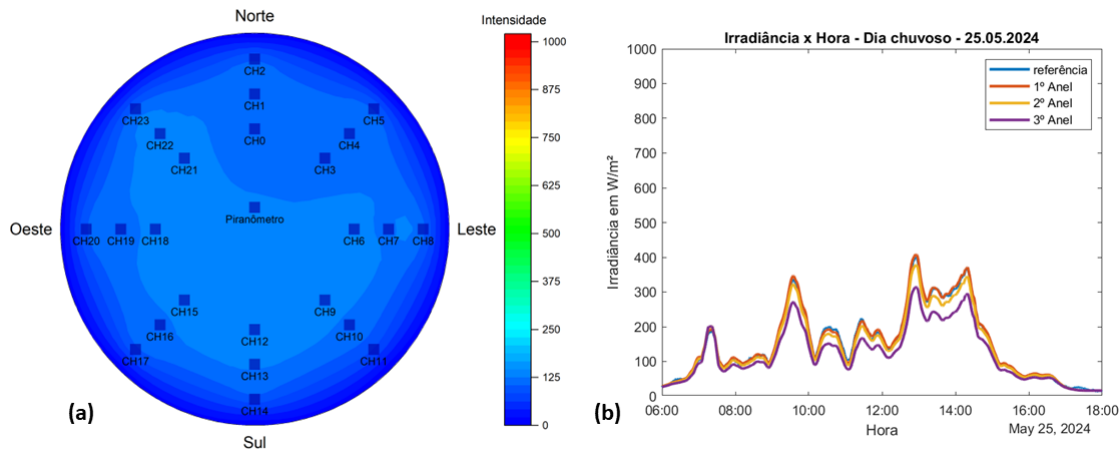 Norte
Intensidade
CH2
CH1
CH23
CH5
CH0
CH22
CH4
CH21
CH3
Piranômetro
Oeste
Leste
CH20
CH19
CH18
CH6
CH7
CH8
CH15
CH9
CH16
CH12
CH10
CH17
CH13
CH11
CH14
Sul
(a)
1000
875
750
625
500
375
250
125
0
Irradiância x Hora - Dia chuvoso - 25.05.2024
referência
1º Anel
2º Anel
3º Anel
Irradiância em W/m²
1000
900
800
700
600
500
400
300
200
100
0
06:00 08:00 10:00 12:00 14:00 16:00 18:00
Hora
May 25, 2024
(b)